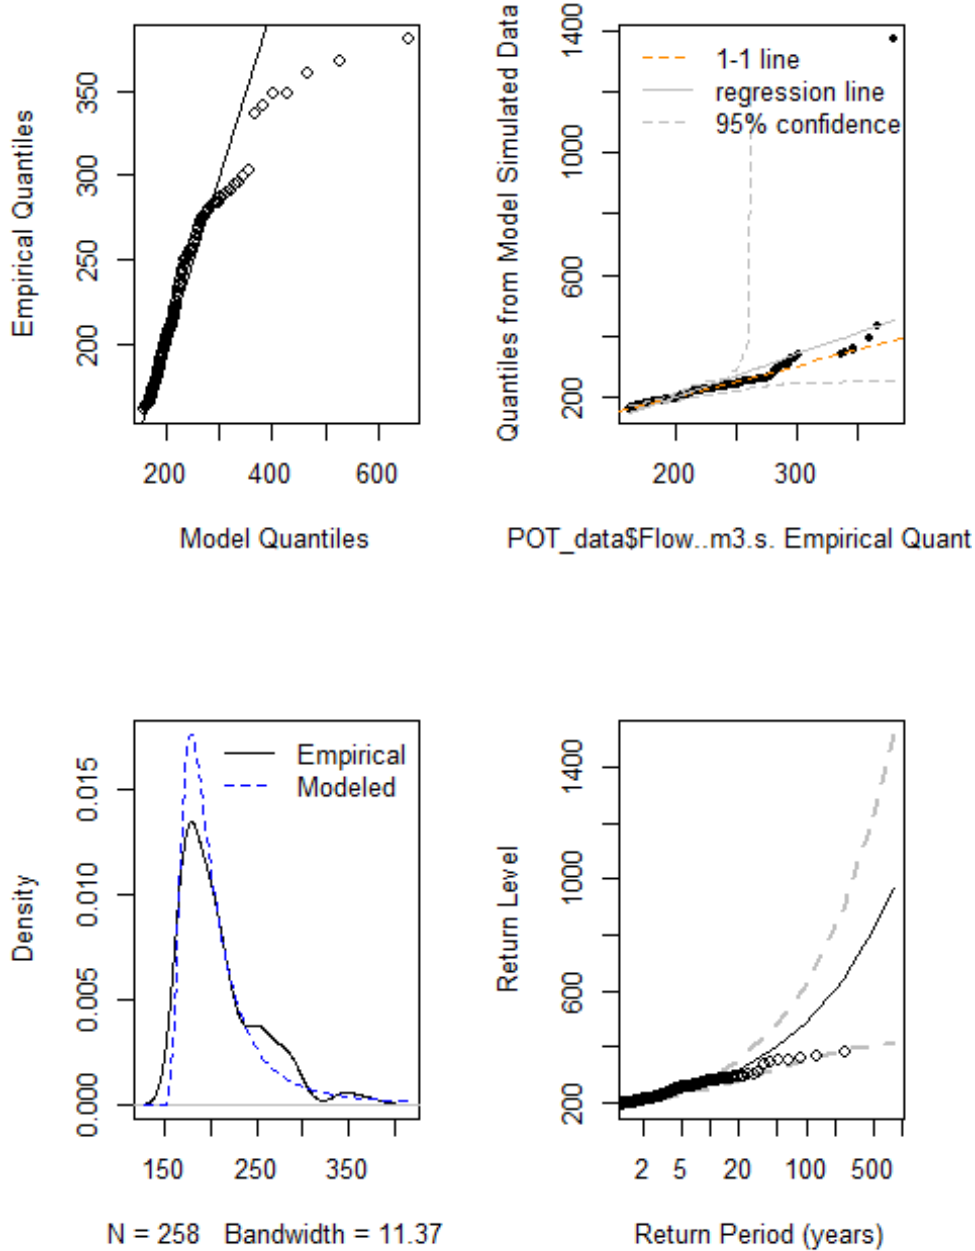 Empirical Quantiles
200 250 300 350
200 400 600
Model Quantiles
Quantiles from Model Simulated Data
200 600 1000 1400
1-1 line
regression line
95% confidence
200 300
POT_data$Flow..m3.s. Empirical Quant
Density
0.000 0.005 0.010 0.015
Empirical
Modeled
150 250 350
N = 258 Bandwidth = 11.37
Return Level
200 600 1000 1400
2 5 20 100 500
Return Period (years)